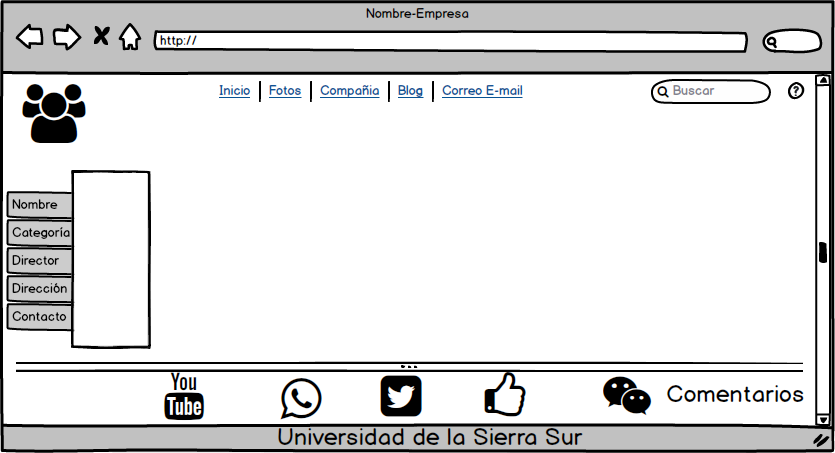 Nombre-Empresa
http://
Inicio Fotos Compañia Blog Correo E-mail Buscar ?
Nombre
Categoría
Director
Dirección
Contacto
You
Tube
Comentarios
Universidad de la Sierra Sur